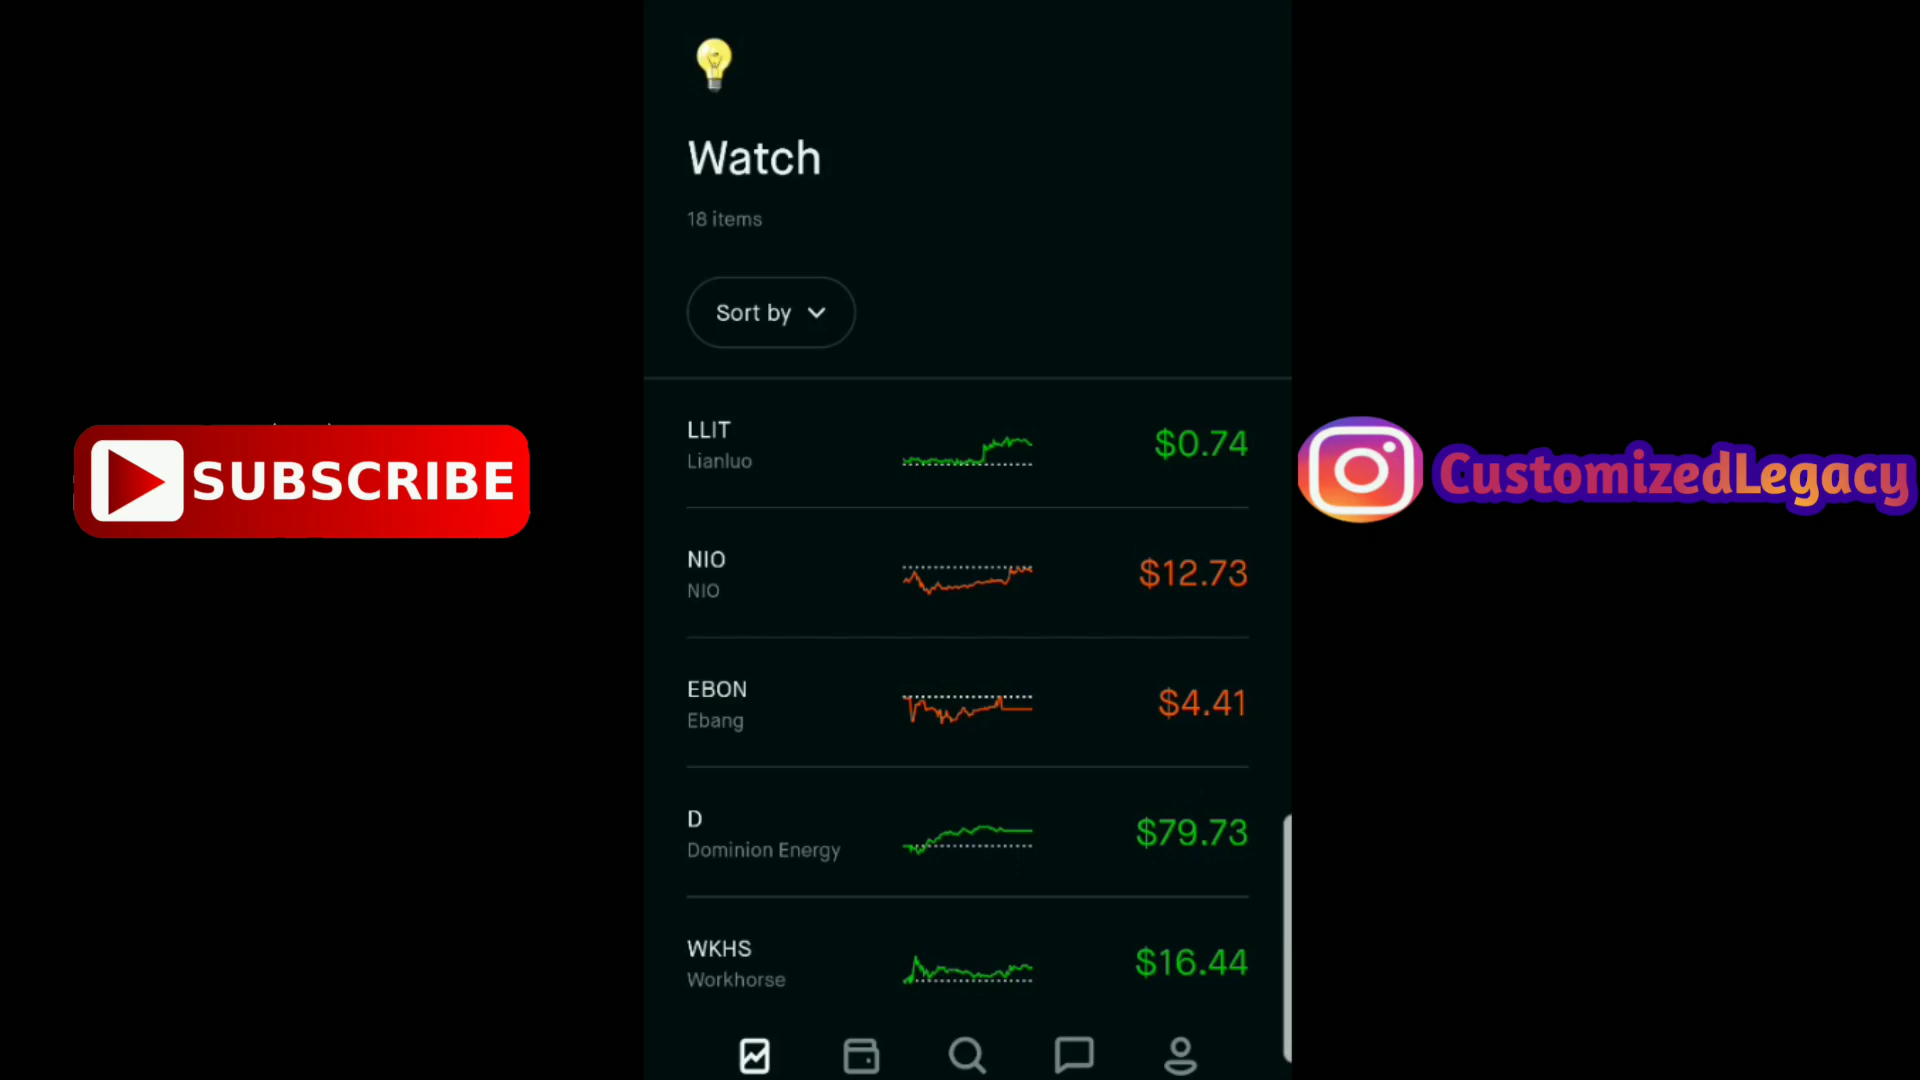 Watch
18 items
Sort by
LLIT
Lianluo
$0.74
NIO
NIO
$12.73
EBON
Ebang
$4.41
D
Dominion Energy
$79.73
WKHS
Workhorse
$16.44
SUBSCRIBE
CustomizedLegacy